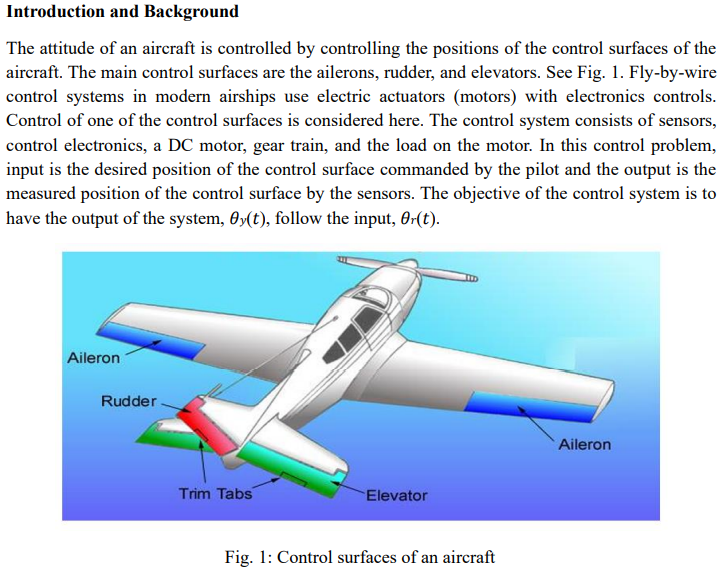 Introduction and Background
The attitude of an aircraft is controlled by controlling the positions of the control surfaces of the
aircraft. The main control surfaces are the ailerons, rudder, and elevators. See Fig. 1. Fly-by-wire
control systems in modern airships use electric actuators (motors) with electronics controls.
Control of one of the control surfaces is considered here. The control system consists of sensors,
control electronics, a DC motor, gear train, and the load on the motor. In this control problem,
input is the desired position of the control surface commanded by the pilot and the output is the
measured position of the control surface by the sensors. The objective of the control system is to
have the output of the system, θy(t), follow the input, θr(t).
Aileron
Rudder
Aileron
Trim Tabs
Elevator
Fig. 1: Control surfaces of an aircraft